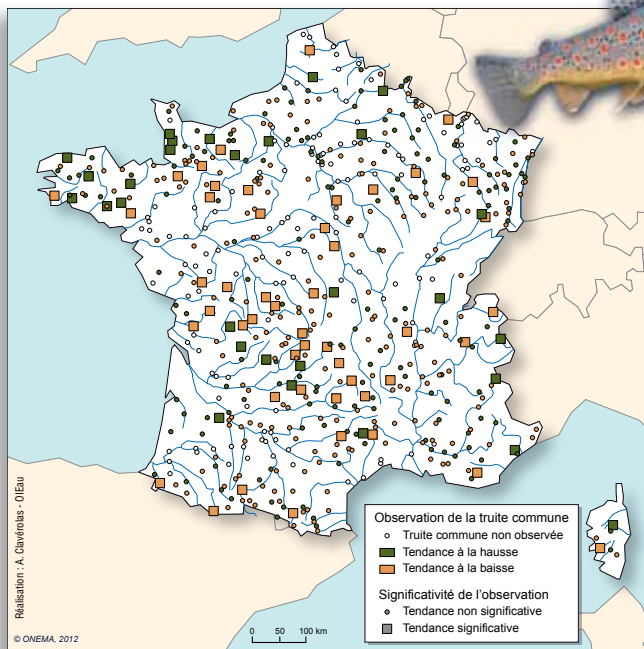 Réalisation : A. Clavérolas - OIEau
© ONEMA, 2012
0 50 100 km
Observation de la truite commune
Truite commune non observée
Tendance à la hausse
Tendance à la baisse
Significativité de l'observation
Tendance non significative
Tendance significative